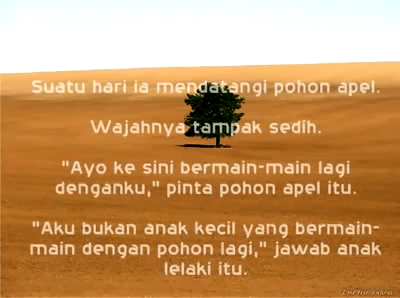 Suatu hari ia mendatangi pohon apel.
Wajahnya tampak sedih.
"Ayo ke sini bermain-main lagi
denganku," pinta pohon apel itu.
"Aku bukan anak kecil yang bermain-
main dengan pohon lagi," jawab anak
lelaki itu.